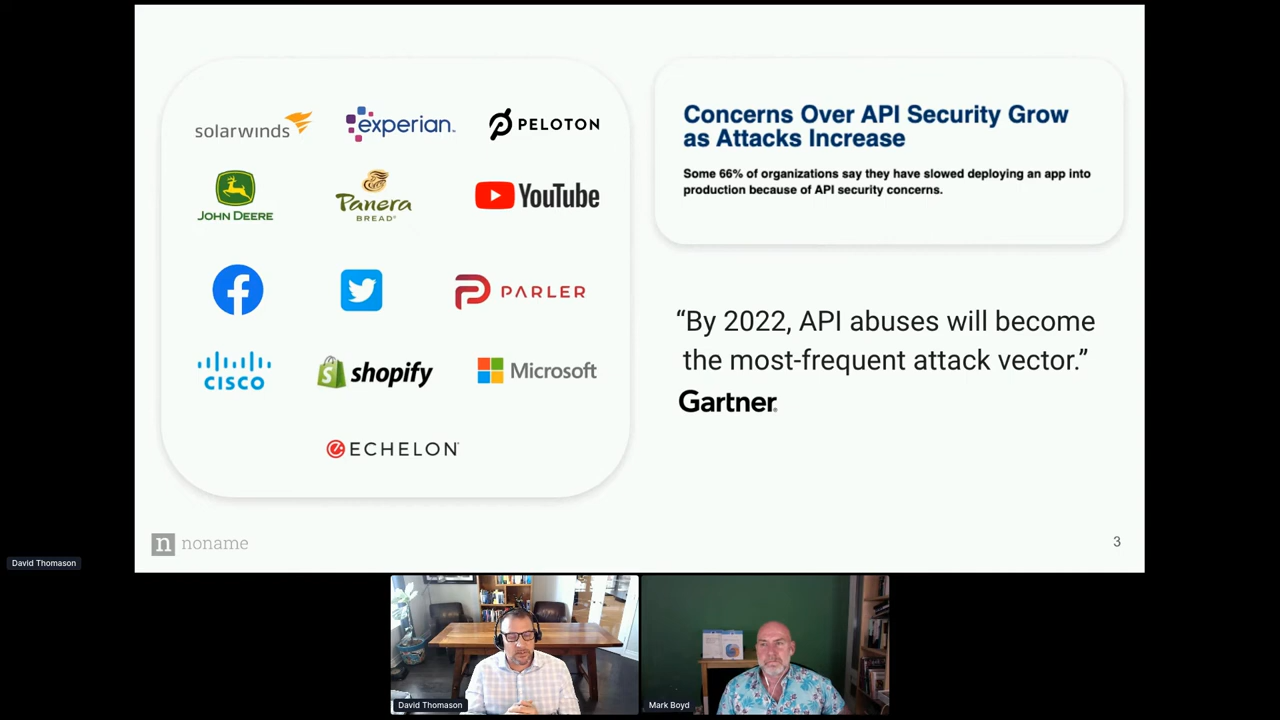 solarwinds
experian
PELOTON
JOHN DEERE
Panera
BREAD
YouTube
PARLER
CISCO
shopify
Microsoft
ECHELON
Concerns Over API Security Grow
as Attacks Increase
Some 66% of organizations say they have slowed deploying an app into
production because of API security concerns.
“By 2022, API abuses will become
the most-frequent attack vector.”
Gartner
n noname
3
David Thomason
David Thomason
Mark Boyd